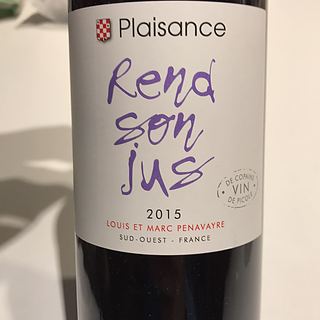 Plaisance
Rend
son
jus
DE COPAINS
VIN
DE PICOLE
2015
LOUIS ET MARC PENAVAYRE
SUD-OUEST - FRANCE